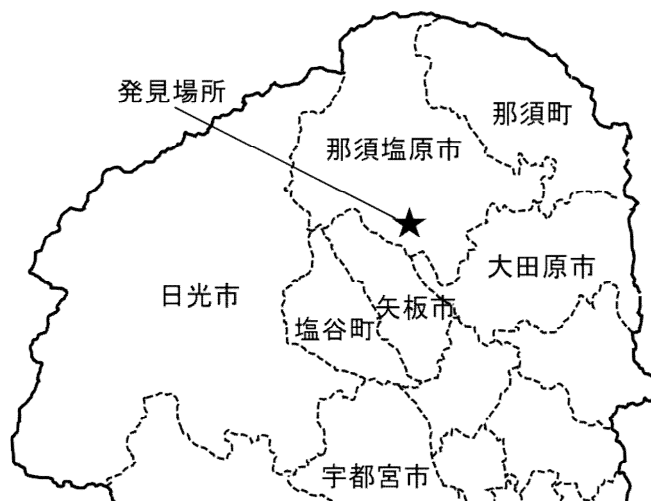 発見場所
那須町
那須塩原市
大田原市
日光市
矢板市
塩谷町
宇都宮市